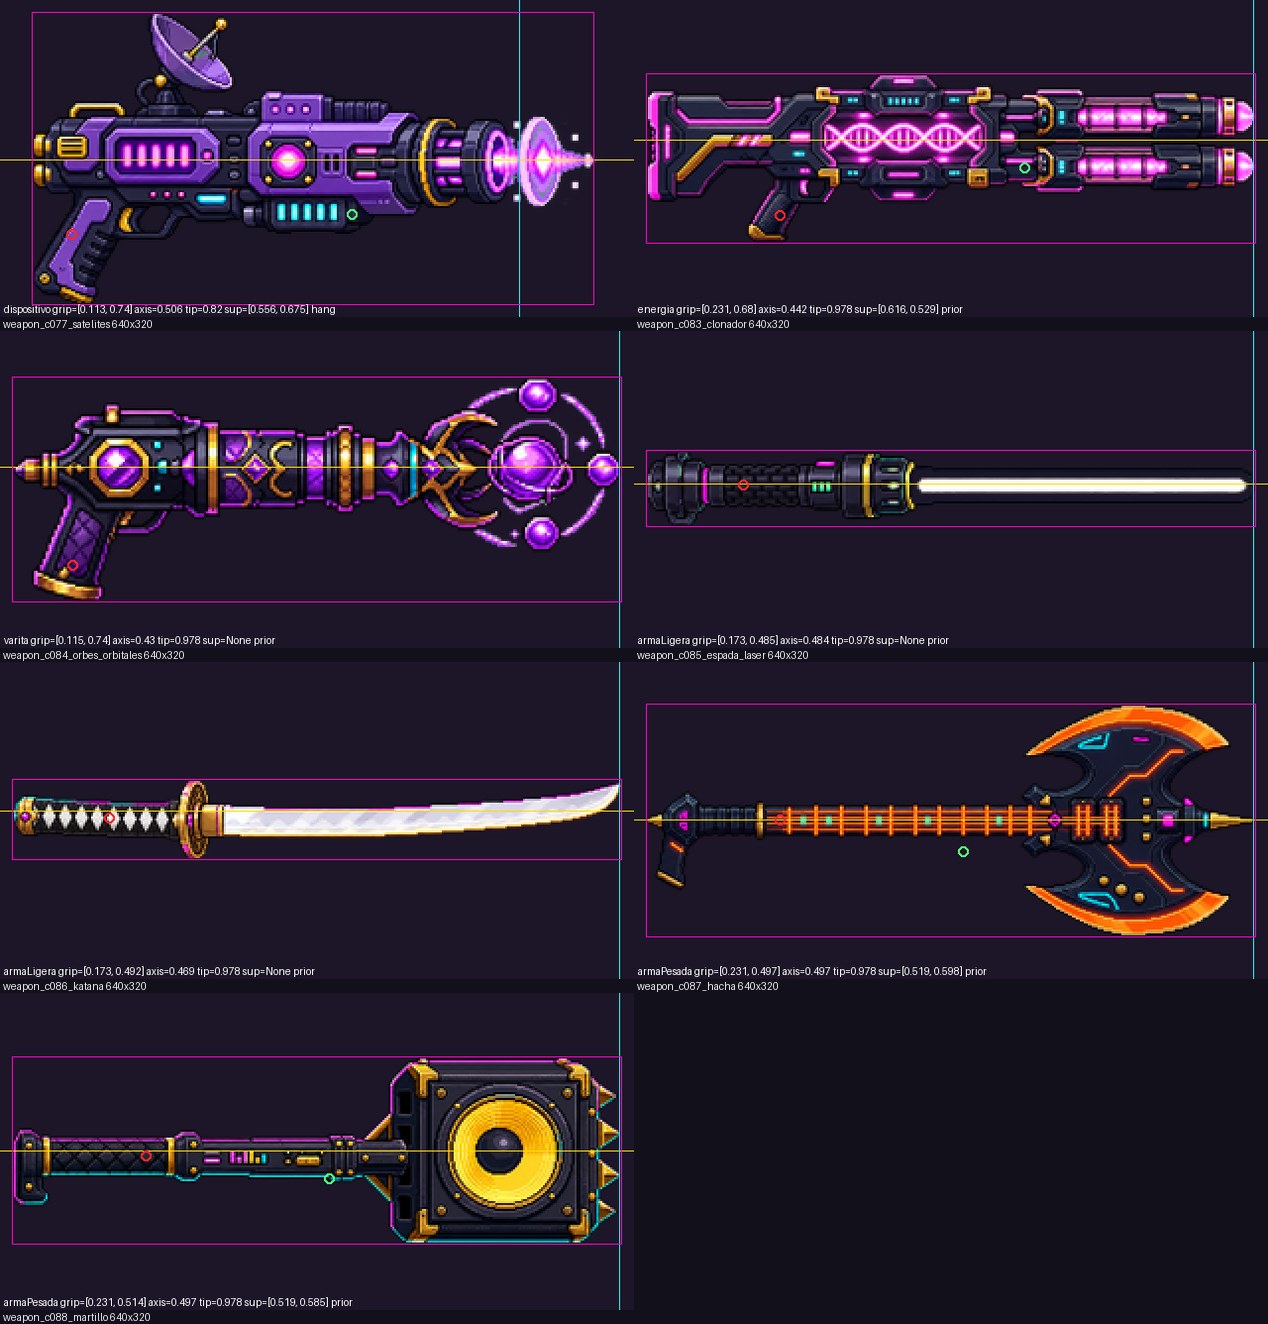 dispositivo grip=[0.113, 0.74] axis=0.506 tip=0.82 sup=[0.556, 0.675] hang
weapon_c077_satelites 640x320
energia grip=[0.231, 0.68] axis=0.442 tip=0.978 sup=[0.616, 0.529] prior
weapon_c083_clonador 640x320
varita grip=[0.115, 0.74] axis=0.43 tip=0.978 sup=None prior
weapon_c084_orbes_orbitales 640x320
armaLigera grip=[0.173, 0.485] axis=0.484 tip=0.978 sup=None prior
weapon_c085_espada_laser 640x320
armaLigera grip=[0.173, 0.492] axis=0.469 tip=0.978 sup=None prior
weapon_c086_katana 640x320
armaPesada grip=[0.231, 0.497] axis=0.497 tip=0.978 sup=[0.519, 0.598] prior
weapon_c087_hacha 640x320
armaPesada grip=[0.231, 0.514] axis=0.497 tip=0.978 sup=[0.519, 0.585] prior
weapon_c088_martillo 640x320